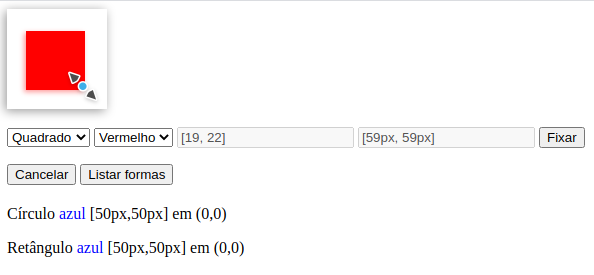 Quadrado Vermelho [19, 22] [59px, 59px] Fixar
Cancelar Listar formas
Círculo azul [50px,50px] em (0,0)
Retângulo azul [50px,50px] em (0,0)